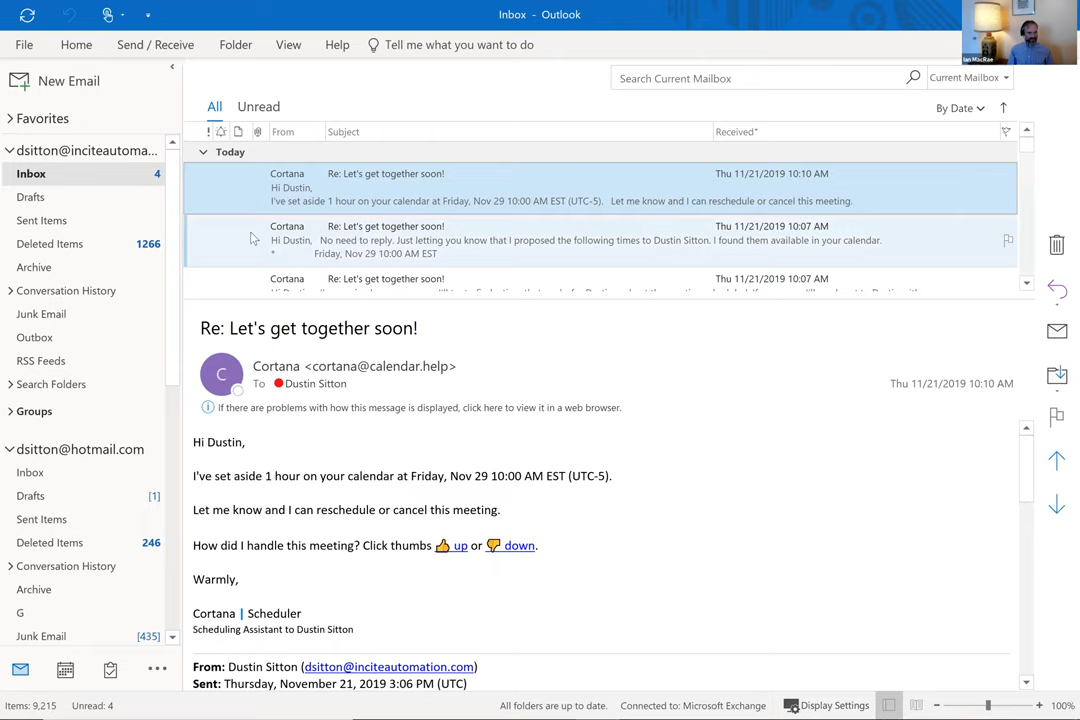 Inbox - Outlook
Ian MacRae
File Home Send / Receive Folder View Help Tell me what you want to do
New Email
Search Current Mailbox Current Mailbox
All Unread By Date
Favorites
! From Subject Received
dsitton@inciteautoma...
Today
Inbox 4
Cortana Re: Let's get together soon! Thu 11/21/2019 10:10 AM
Hi Dustin,
I've set aside 1 hour on your calendar at Friday, Nov 29 10:00 AM EST (UTC-5). Let me know and I can reschedule or cancel this meeting.
Drafts
Sent Items
Cortana Re: Let's get together soon! Thu 11/21/2019 10:07 AM
Hi Dustin, No need to reply. Just letting you know that I proposed the following times to Dustin Sitton. I found them available in your calendar.
* Friday, Nov 29 10:00 AM EST
Deleted Items 1266
Archive
Cortana Re: Let's get together soon! Thu 11/21/2019 10:07 AM
Conversation History
Junk Email
Outbox
RSS Feeds
Search Folders
Groups
dsitton@hotmail.com
Inbox
Drafts [1]
Sent Items
Deleted Items 246
Conversation History
Archive
G
Junk Email [435]
Re: Let's get together soon!
C
Cortana <cortana@calendar.help>
To Dustin Sitton
Thu 11/21/2019 10:10 AM
If there are problems with how this message is displayed, click here to view it in a web browser.
Hi Dustin,
I've set aside 1 hour on your calendar at Friday, Nov 29 10:00 AM EST (UTC-5).
Let me know and I can reschedule or cancel this meeting.
How did I handle this meeting? Click thumbs 👍 up or 👎 down.
Warmly,
Cortana | Scheduler
Scheduling Assistant to Dustin Sitton
From: Dustin Sitton (dsitton@inciteautomation.com)
Sent: Thursday, November 21, 2019 3:06 PM (UTC)
Items: 9,215 Unread: 4 All folders are up to date. Connected to: Microsoft Exchange Display Settings 100%